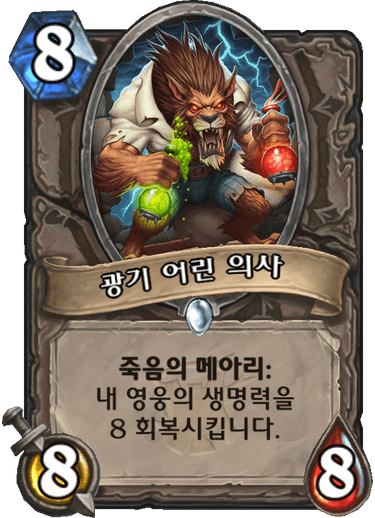 8
광기 어린 의사
죽음의 메아리:
내 영웅의 생명력을
8 회복시킵니다.
8
8